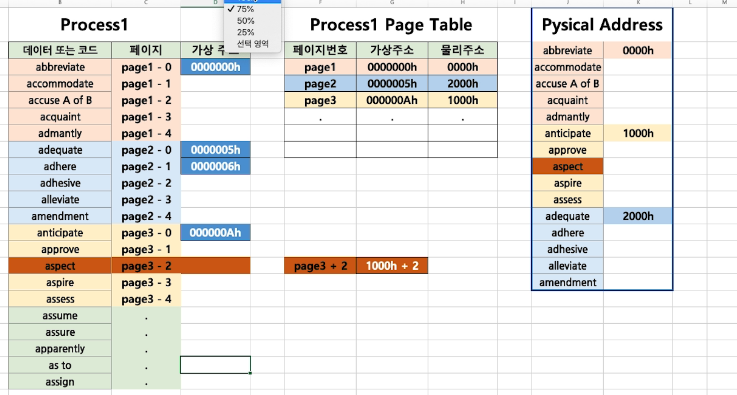 75%
50%
25%
선택 영역
Process1
Process1 Page Table
Pysical Address
데이터 또는 코드 페이지 가상 주
페이지번호 가상주소 물리주소
abbreviate page1 - 0 0000000h
accommodate page1 - 1
accuse A of B page1 - 2
acquaint page1 - 3
admantly page1 - 4
adequate page2 - 0 0000005h
adhere page2 - 1 0000006h
adhesive page2 - 2
alleviate page2 - 3
amendment page2 - 4
anticipate page3 - 0 000000Ah
approve page3 - 1
aspect page3 - 2
aspire page3 - 3
assess page3 - 4
assume .
assure .
apparently .
as to .
assign .
page1 0000000h 0000h
page2 0000005h 2000h
page3 000000Ah 1000h
. . .
page3 + 2 1000h + 2
abbreviate 0000h
accommodate
accuse A of B
acquaint
admantly
anticipate 1000h
approve
aspect
aspire
assess
adequate 2000h
adhere
adhesive
alleviate
amendment